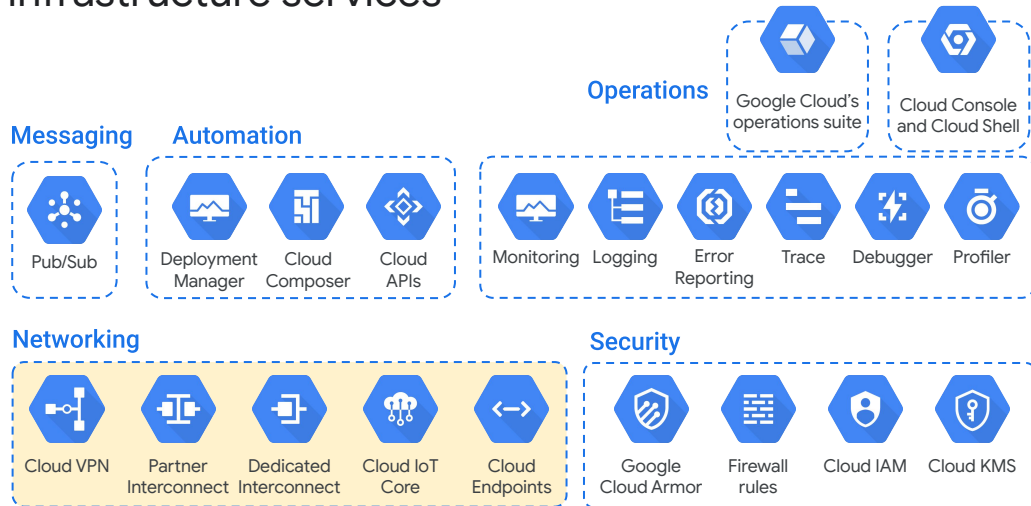 infrastructure services
Operations
Google Cloud's
operations suite
Cloud Console
and Cloud Shell
Messaging
Automation
Pub/Sub
Deployment
Manager
Cloud
Composer
Cloud
APIs
Monitoring
Logging
Error
Reporting
Trace
Debugger
Profiler
Networking
Security
Cloud VPN
Partner
Interconnect
Dedicated
Interconnect
Cloud IoT
Core
Cloud
Endpoints
Google
Cloud Armor
Firewall
rules
Cloud IAM
Cloud KMS